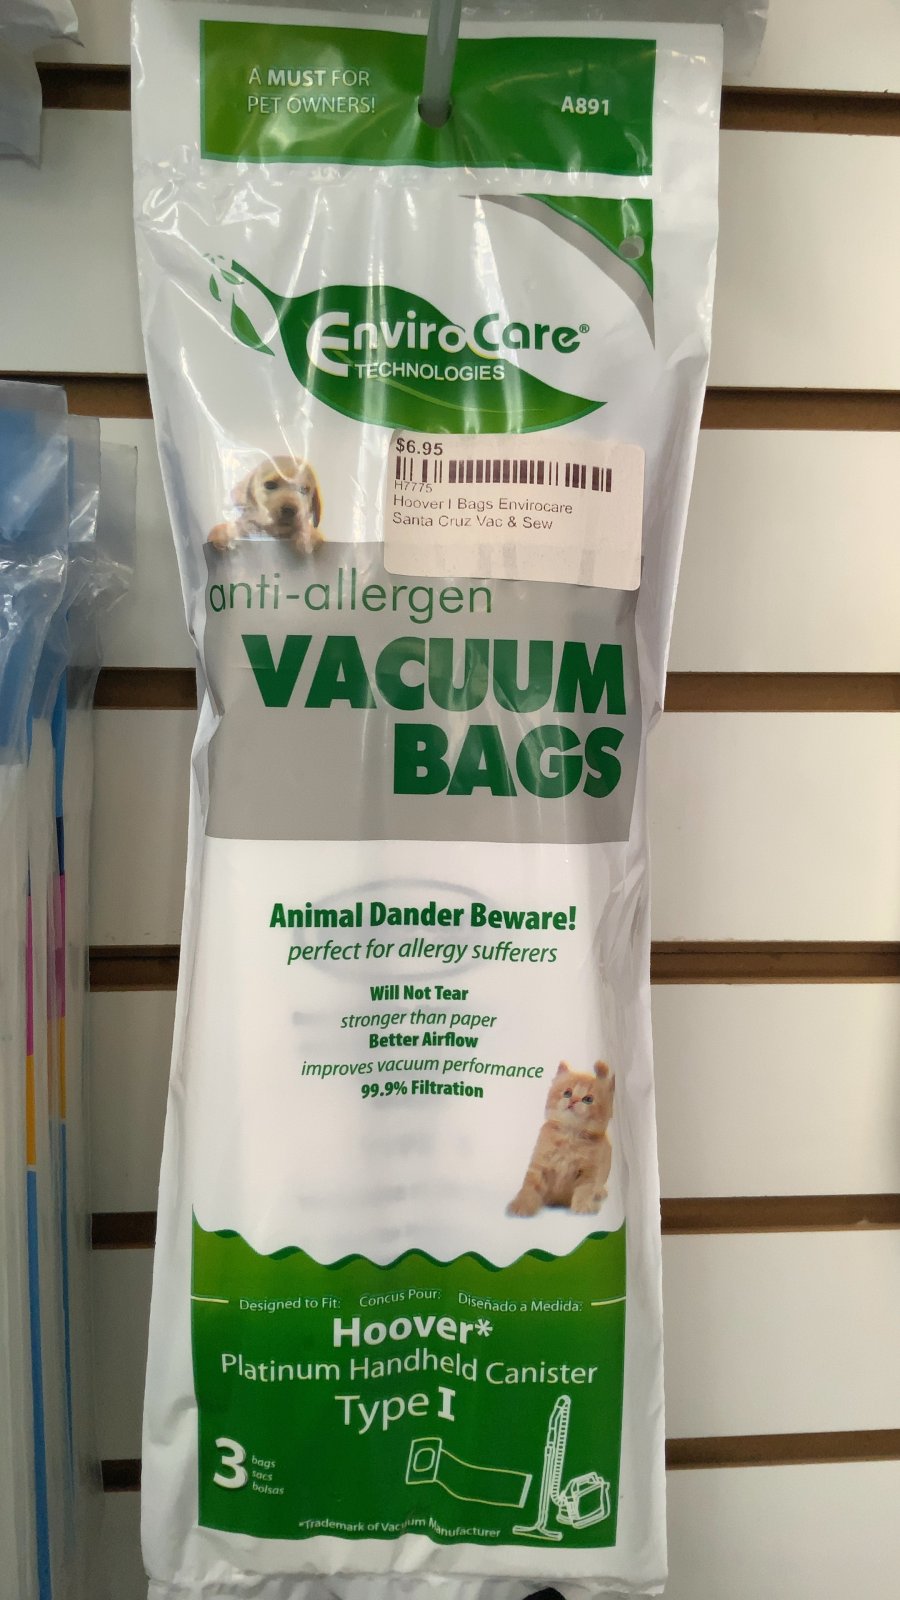 A MUST FOR
PET OWNERS!
A891
EnviroCare®
TECHNOLOGIES
$6.95
H7775
Hoover I Bags Envirocare
Santa Cruz Vac & Sew
anti-allergen
VACUUM
BAGS
Animal Dander Beware!
perfect for allergy sufferers
Will Not Tear
stronger than paper
Better Airflow
improves vacuum performance
99.9% Filtration
Designed to Fit: Concus Pour: Diseñado a Medida:
Hoover*
Platinum Handheld Canister
Type I
3 bags
sacs
bolsas
*Trademark of Vacuum Manufacturer